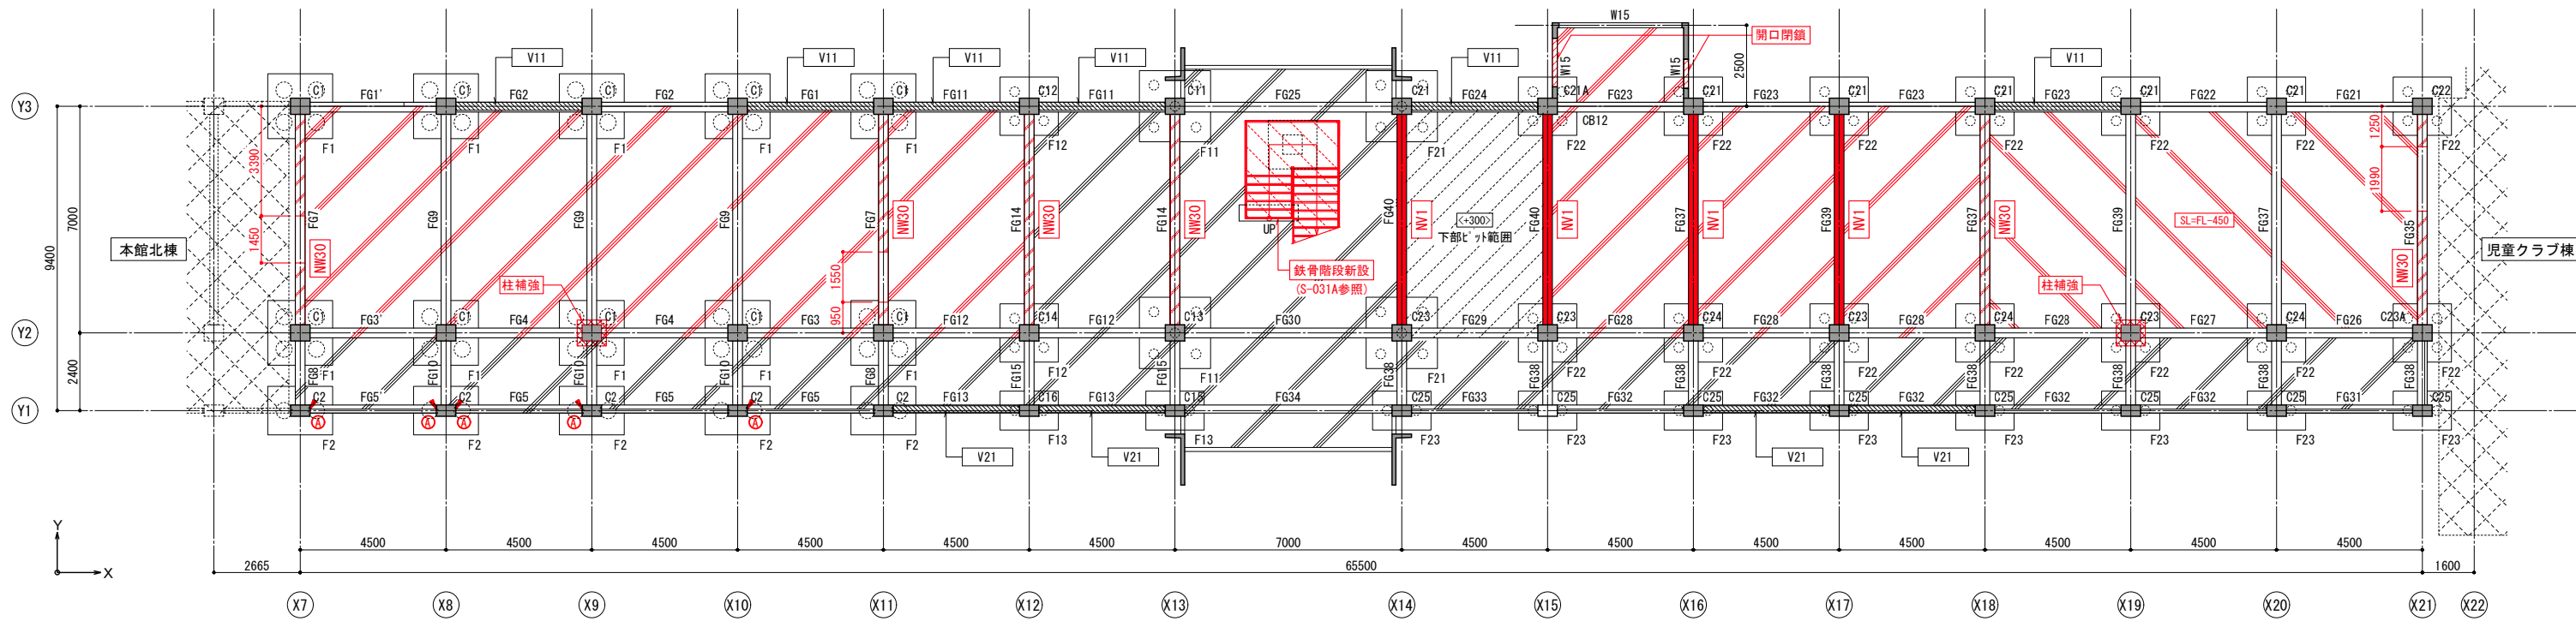 W15
開口閉鎖
V11
V11
V11
V11
V11
V11
W15
W15
2500
Y3
C1
FG1'
C1
FG2
C1
FG2
C1
FG1
C1
FG11
C12
FG11
C11
FG25
C21
FG24
C21A
FG23
C21
FG23
C21
FG23
C21
FG23
C21
FG22
C21
FG21
C22
CB12
F1
F1
F1
F1
F1
F12
F11
F21
F22
F22
F22
F22
F22
F22
F22
3390
1450
1250
1990
7000
9400
2400
本館北棟
FG7
NW30
FG9
FG9
FG9
FG7
NW30
FG14
NW30
FG14
NW30
UP
鉄骨階段新設
(S-031A参照)
FG40
NV1
<+300>
下部ピット範囲
FG40
NV1
FG37
NV1
FG39
NV1
FG37
NW30
FG39
SL=FL-450
FG37
FG35
NW30
児童クラブ棟
柱補強
柱補強
1550
950
Y2
C1
FG3'
C1
FG4
C1
FG4
C1
FG3
C1
FG12
C14
FG12
C13
FG30
C23
FG29
C23
FG28
C24
FG28
C23
FG28
C24
FG28
C23
FG27
C24
FG26
C23A
FG8
F1
FG10
F1
FG10
F1
FG10
F1
FG8
F1
FG15
F12
FG15
F11
FG38
F21
FG38
F22
FG38
F22
FG38
F22
FG38
F22
FG38
F22
FG38
F22
FG38
F22
Y1
C2
FG5
C2
FG5
C2
FG5
C2
FG5
C2
FG13
C16
FG13
C15
FG34
C25
FG33
C25
FG32
C25
FG32
C25
FG32
C25
FG32
C25
FG32
C25
FG31
C25
A
A
A
A
A
F2
F2
F2
F2
F2
F13
F13
F23
F23
F23
F23
F23
F23
F23
F23
V21
V21
V21
V21
Y
X
4500
4500
4500
4500
4500
4500
7000
4500
4500
4500
4500
4500
4500
4500
2665
65500
1600
X7
X8
X9
X10
X11
X12
X13
X14
X15
X16
X17
X18
X19
X20
X21
X22